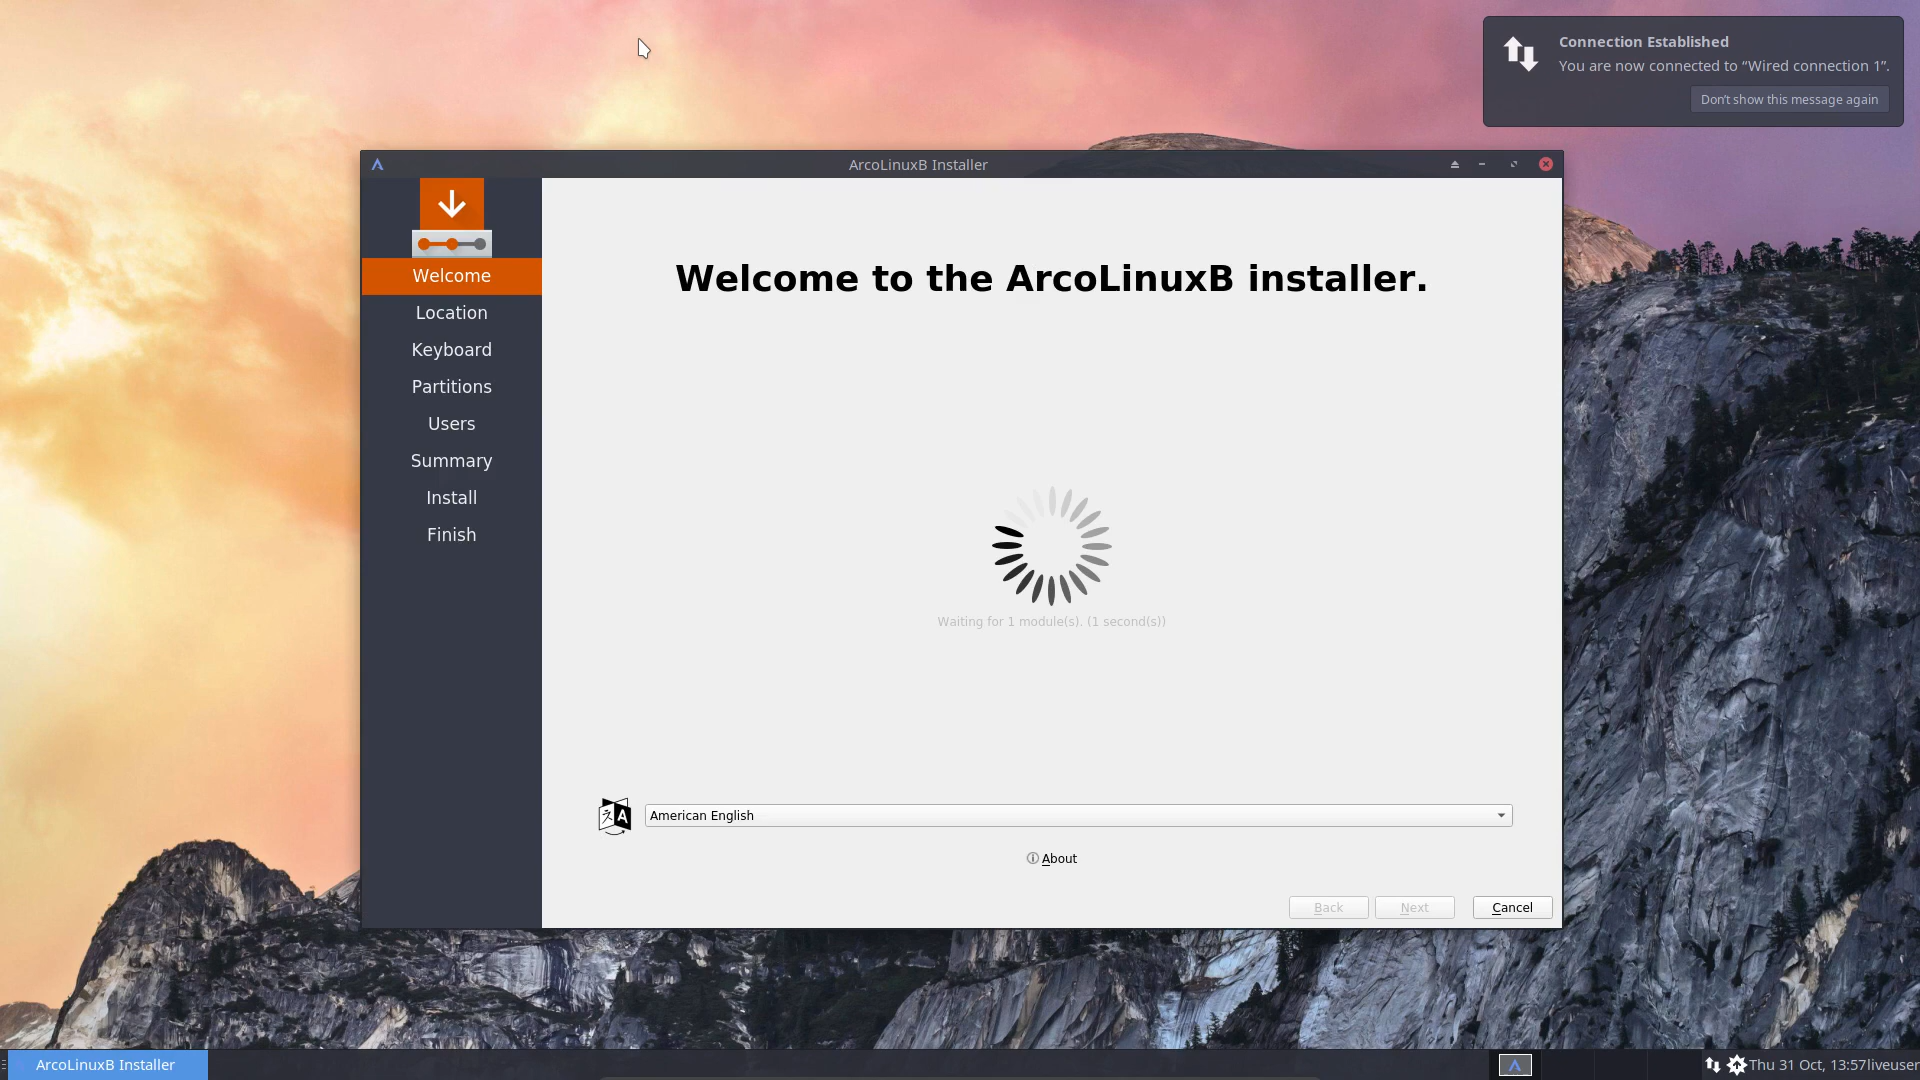 Connection Established
You are now connected to “Wired connection 1”.
Don't show this message again
ArcoLinuxB Installer
Welcome
Location
Keyboard
Partitions
Users
Summary
Install
Finish
Welcome to the ArcoLinuxB installer.
Waiting for 1 module(s). (1 second(s))
American English
About
Back
Next
Cancel
ArcoLinuxB Installer
Thu 31 Oct, 13:57liveuser